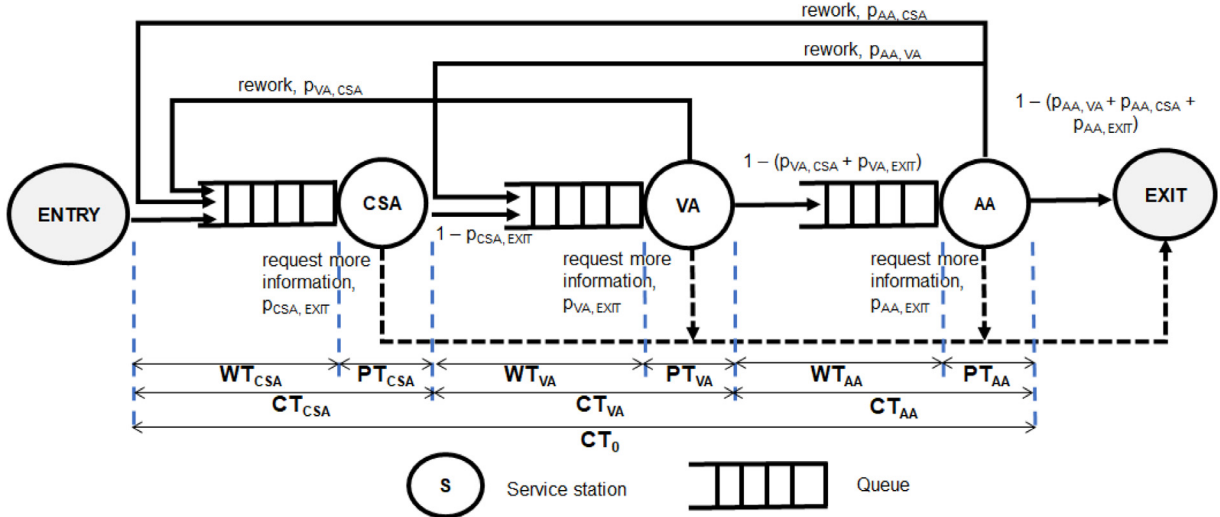 rework, pAA,CSA
rework, pAA, VA
rework, pVA,CSA
1 – (pAA,VA + pAA,CSA +
pAA,EXIT)
1 – (pVA,CSA + pVA,EXIT)
ENTRY
CSA
VA
AA
EXIT
1 – pCSA,EXIT
request more
information,
pCSA,EXIT
request more
information,
pVA,EXIT
request more
information,
pAA,EXIT
WTCSA
PTCSA
WTVA
PTVA
WTAA
PTAA
CTCSA
CTVA
CTAA
CT0
S
Service station
Queue